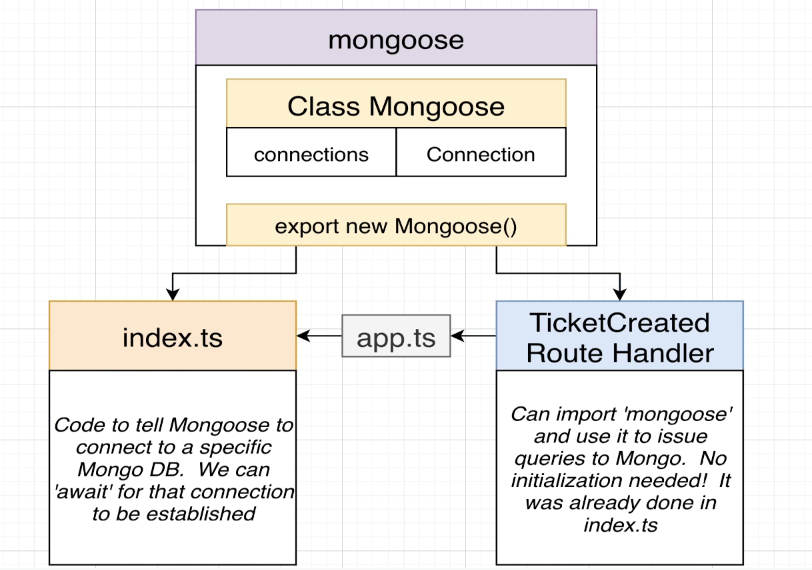 mongoose
Class Mongoose
connections
Connection
export new Mongoose()
index.ts
app.ts
TicketCreated
Route Handler
Code to tell Mongoose to
connect to a specific
Mongo DB.  We can
'await' for that connection
to be established
Can import 'mongoose'
and use it to issue
queries to Mongo.  No
initialization needed!  It
was already done in
index.ts